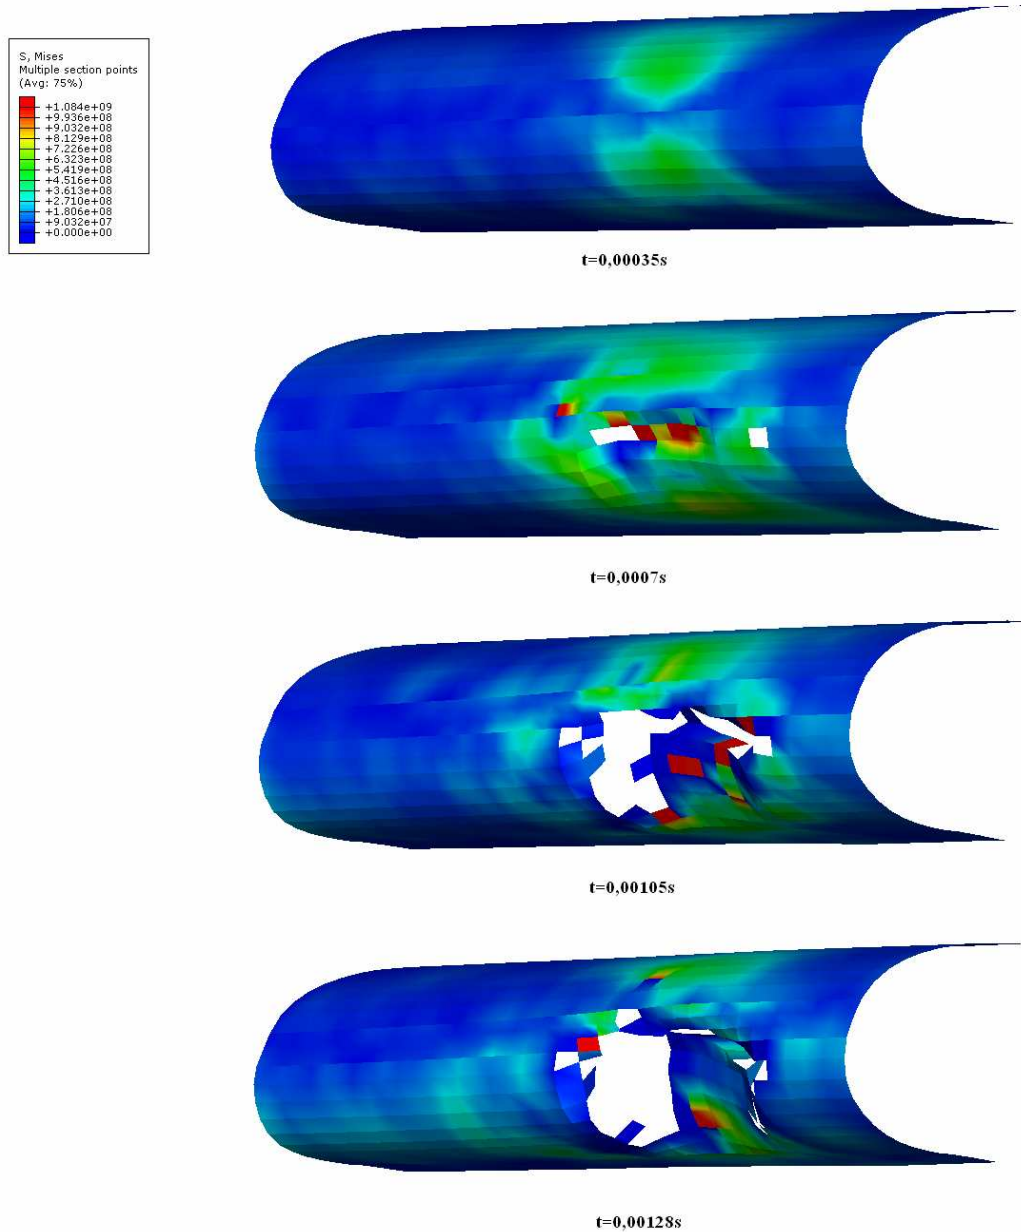 S, Mises
Multiple section points
(Avg: 75%)
+1.084e+09
+9.936e+08
+9.032e+08
+8.129e+08
+7.226e+08
+6.323e+08
+5.419e+08
+4.516e+08
+3.613e+08
+2.710e+08
+1.806e+08
+9.032e+07
+0.000e+00
t=0,00035s
t=0,0007s
t=0,00105s
t=0,00128s